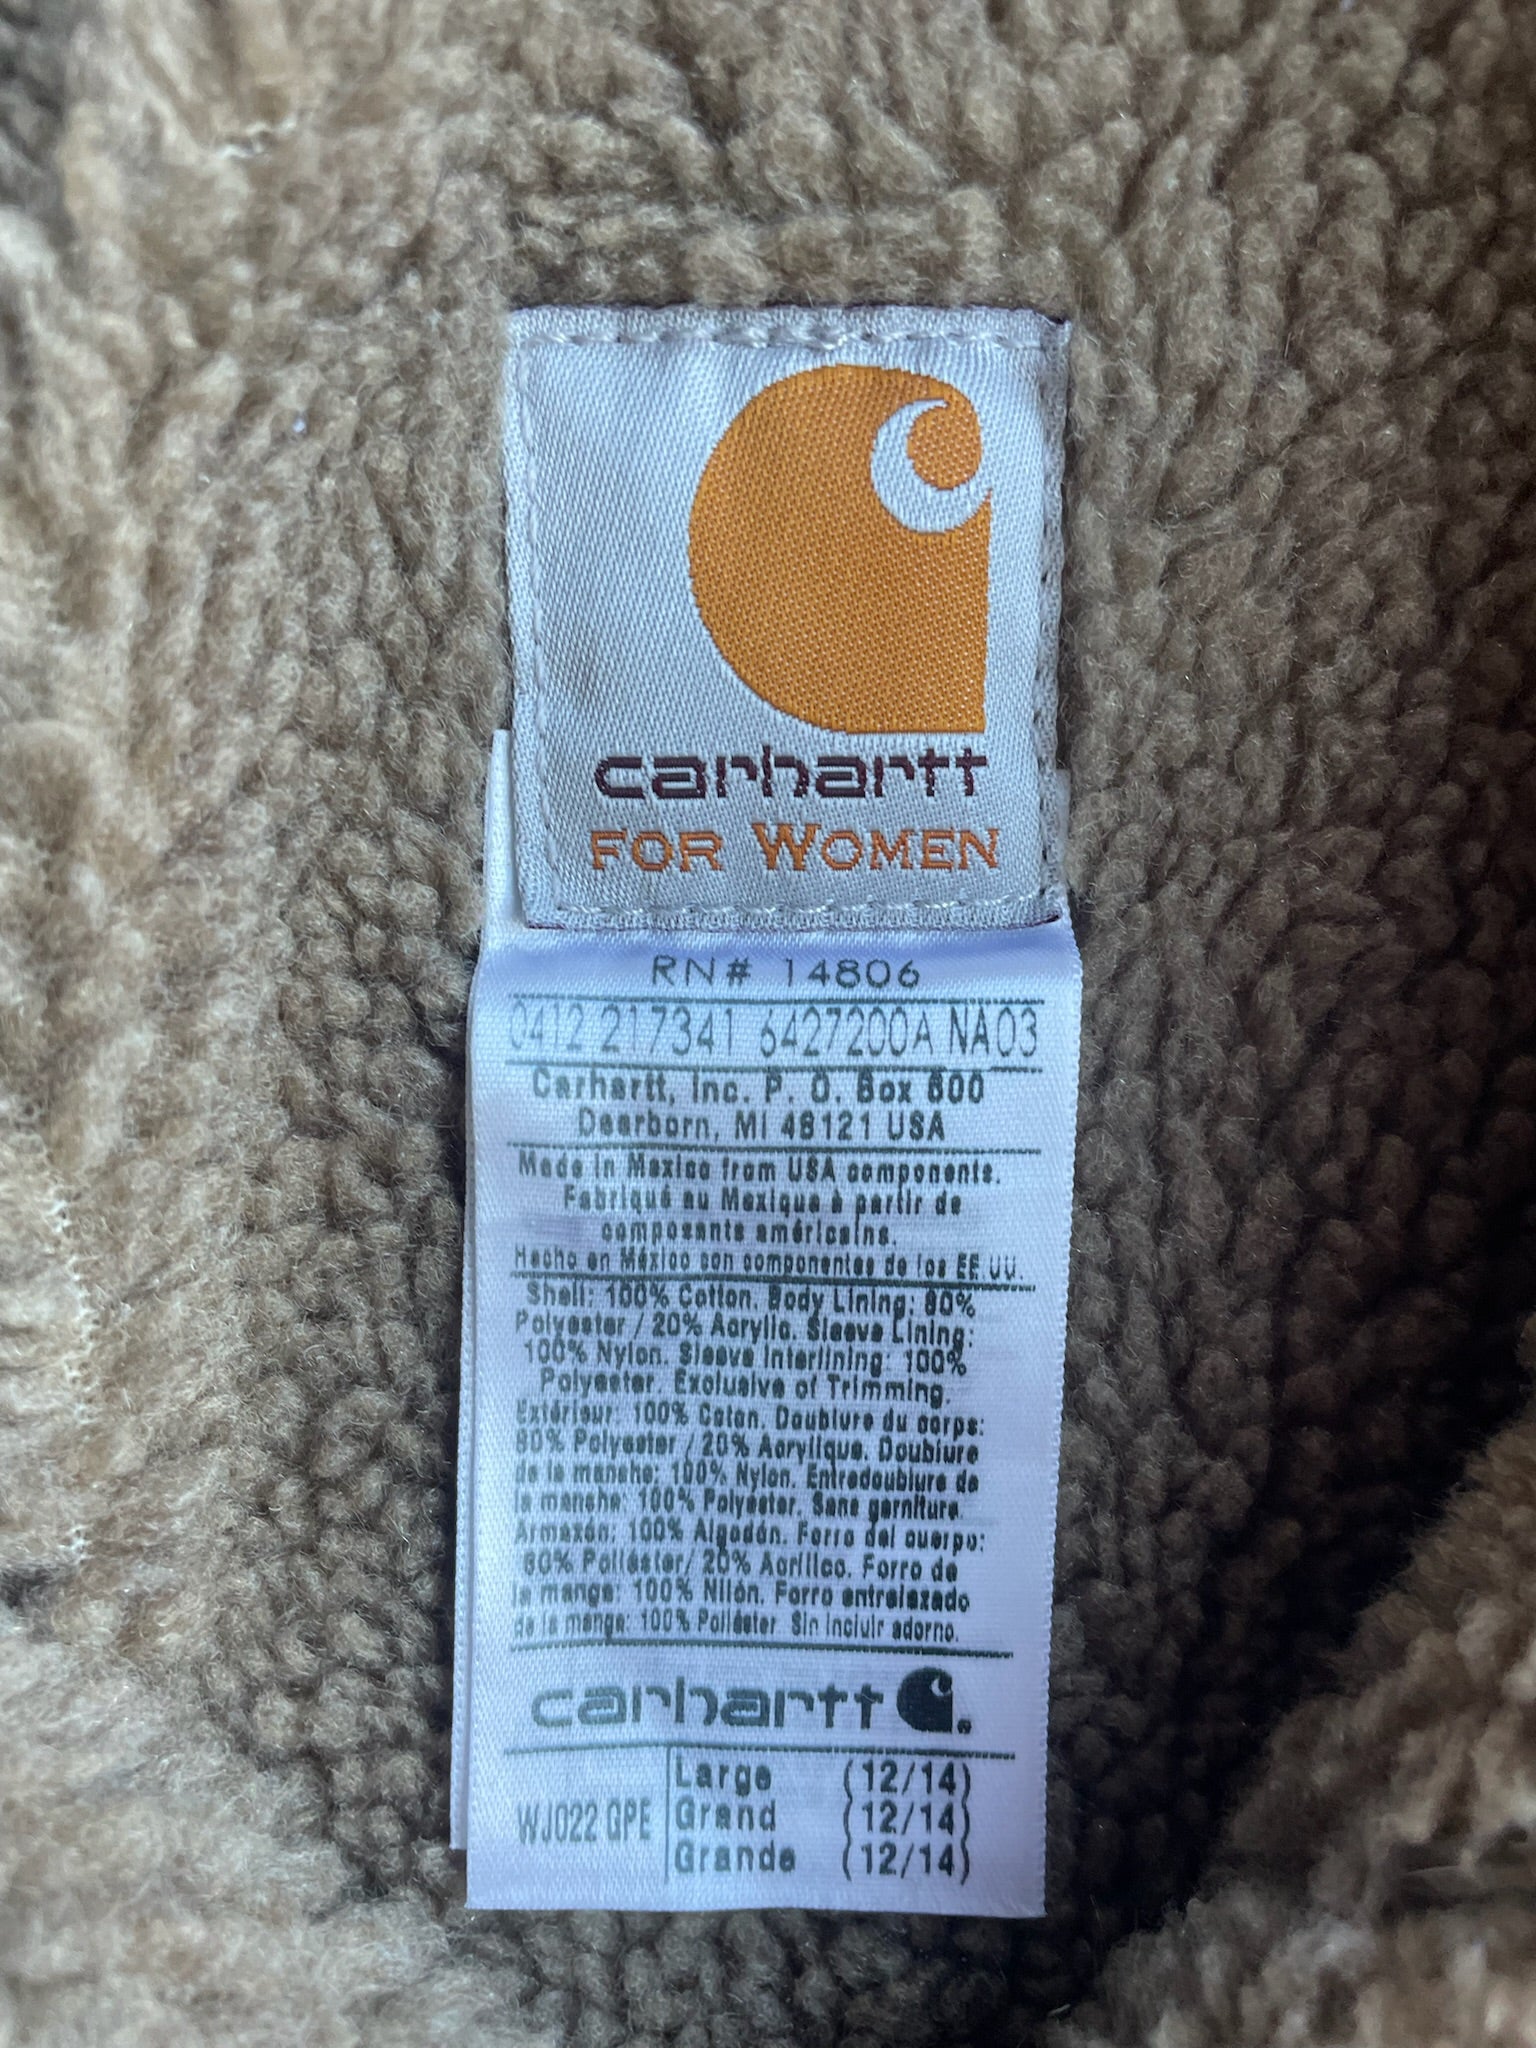 carhartt
FOR WOMEN
RN# 14806
0412 217341 6427200A NA03
Carhartt, Inc. P. O. Box 600
Dearborn, MI 48121 USA
Made in Mexico from USA components.
Fabriqué au Mexique à partir de
composants américains.
Hecho en México con componentes de los EE.UU.
Shell: 100% Cotton. Body Lining: 80%
Polyester / 20% Acrylic. Sleeve Lining:
100% Nylon. Sleeve Interlining: 100%
Polyester. Exclusive of Trimming.
Extérieur: 100% Coton. Doublure du corps:
80% Polyester / 20% Acrylique. Doublure
de la manche: 100% Nylon. Entredoublure de
la manche: 100% Polyester. Sans garniture.
Armazón: 100% Algodón. Forro del cuerpo:
80% Poliéster/ 20% Acrílico. Forro de
la manga: 100% Nilón. Forro entrelazado
de la manga: 100% Poliéster. Sin incluir adorno.
carhartt
WJ022 GPE
Large (12/14)
Grand (12/14)
Grande (12/14)